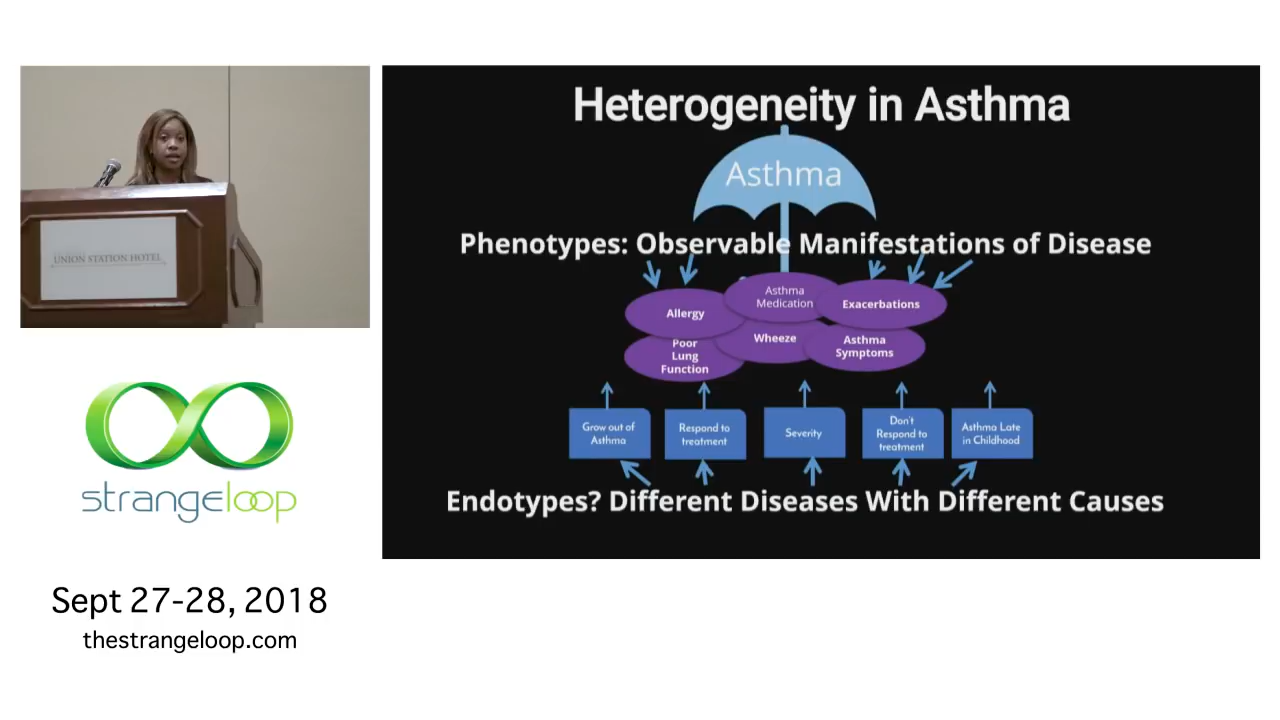 Heterogeneity in Asthma
Asthma
Phenotypes: Observable Manifestations of Disease
Allergy
Asthma
Medication
Exacerbations
Poor
Lung
Function
Wheeze
Asthma
Symptoms
Grow out of
Asthma
Respond to
treatment
Severity
Don't
Respond to
treatment
Asthma Late
in Childhood
Endotypes? Different Diseases With Different Causes
UNION STATION HOTEL
strangeloop
Sept 27-28, 2018
thestrangeloop.com